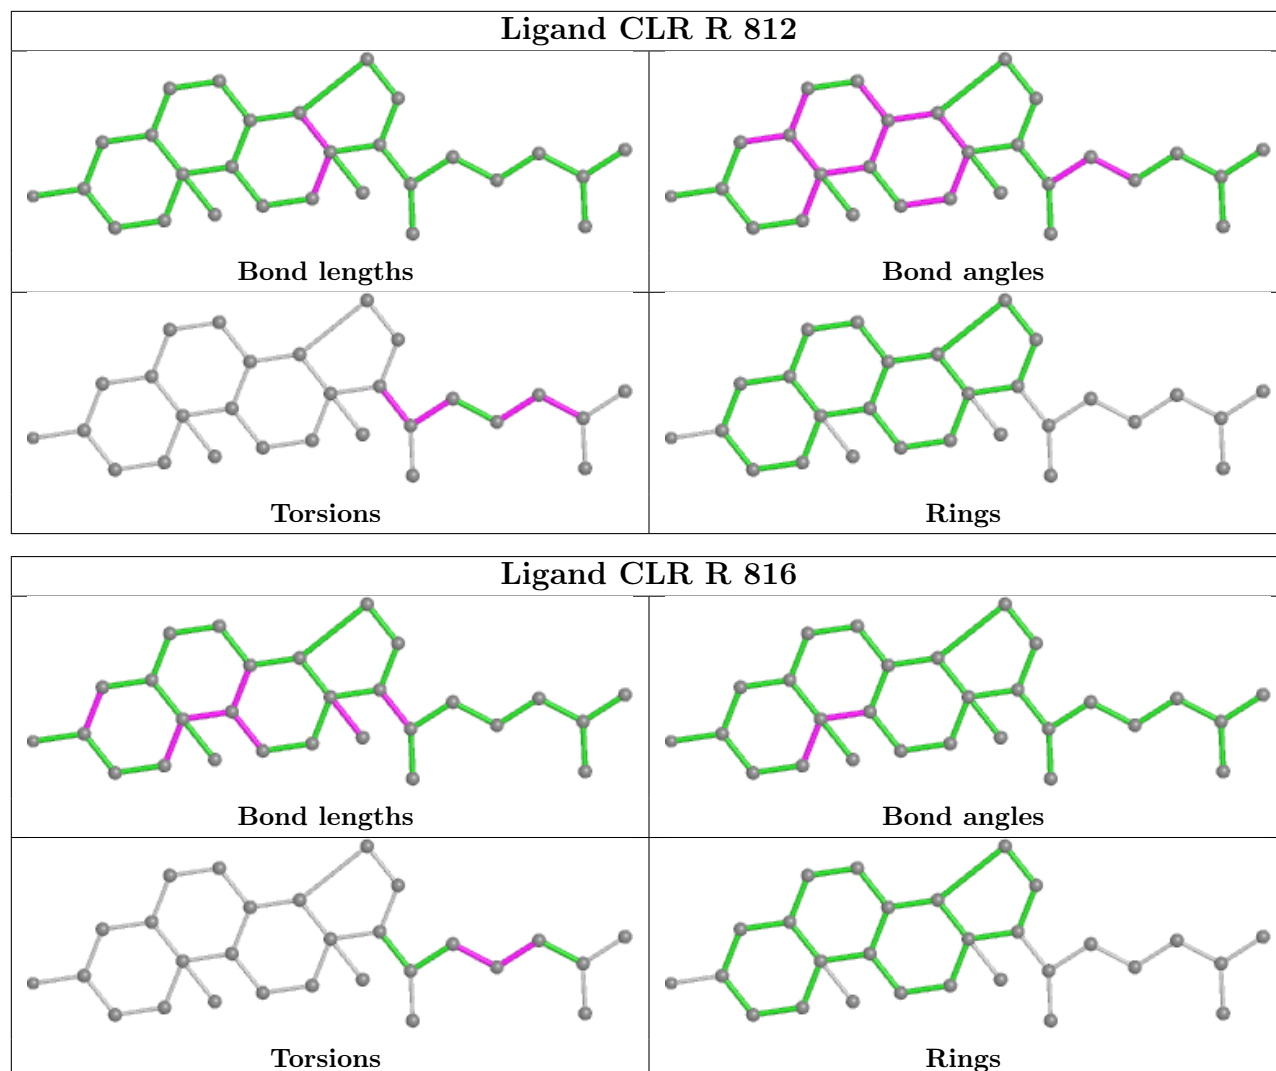 Ligand CLR R 812
Bond lengths
Bond angles
Torsions
Rings
Ligand CLR R 816
Bond lengths
Bond angles
Torsions
Rings